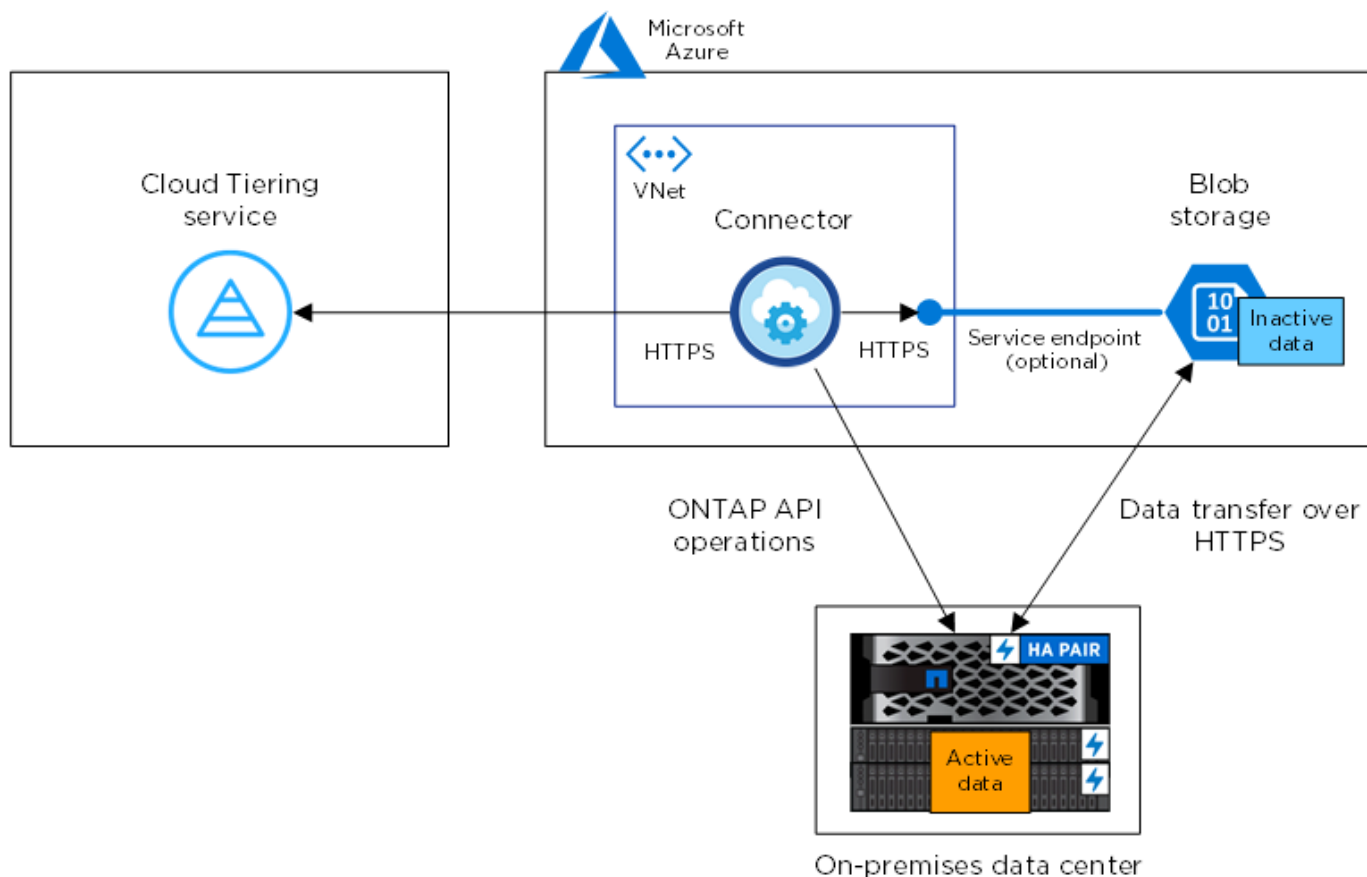 Microsoft
Azure
Cloud Tiering
service
VNet
Connector
Blob
storage
HTTPS
HTTPS
Service endpoint
(optional)
10
01
Inactive
data
ONTAP API
operations
Data transfer over
HTTPS
HA PAIR
Active
data
On-premises data center